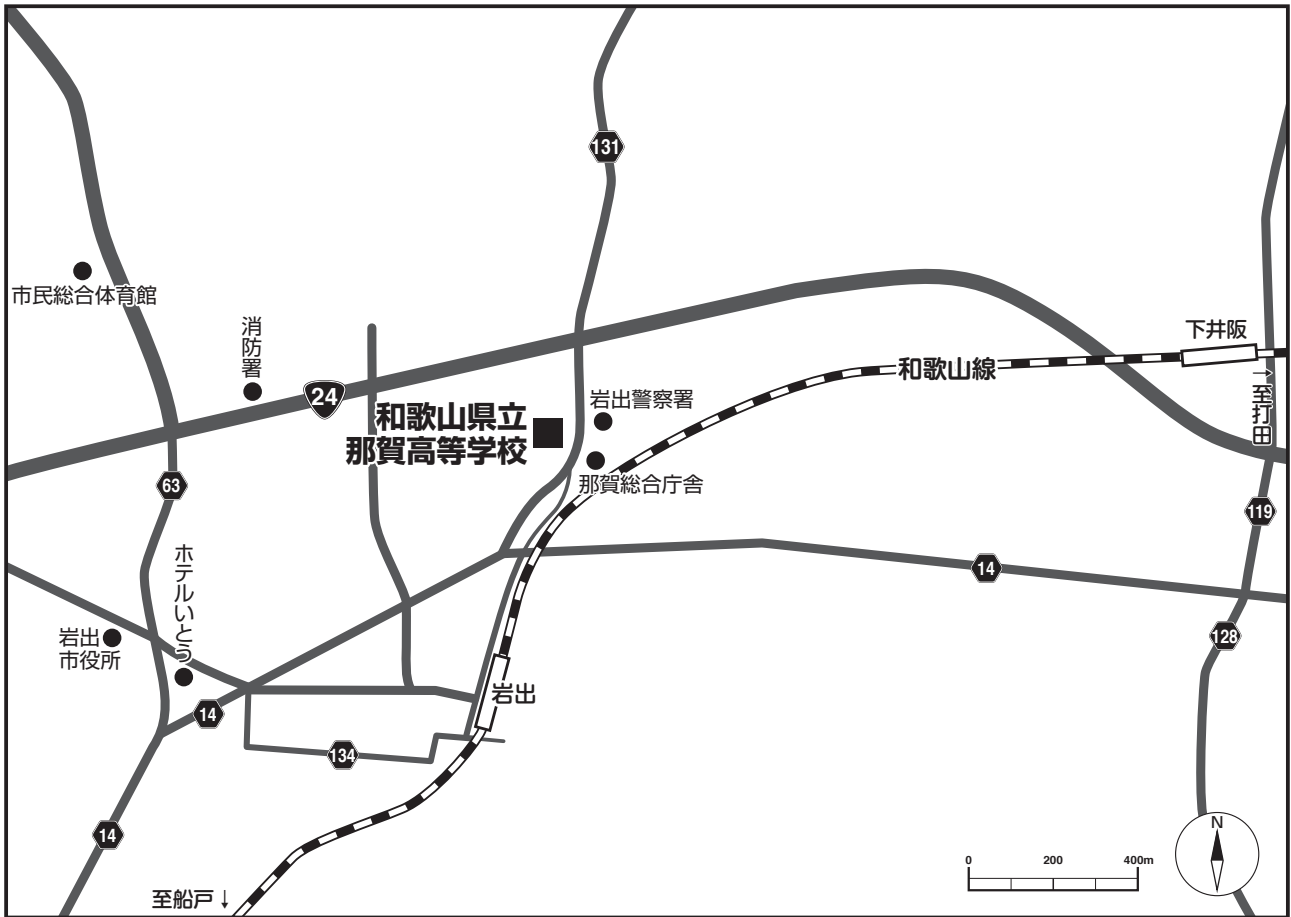 131
市民総合体育館
消防署
24
和歌山県立
那賀高等学校
岩出警察署
那賀総合庁舎
和歌山線
下井阪
→至打田
63
119
ホテルいとう
14
岩出
市役所
128
岩出
14
134
14
至船戸↓
0 200 400m
N